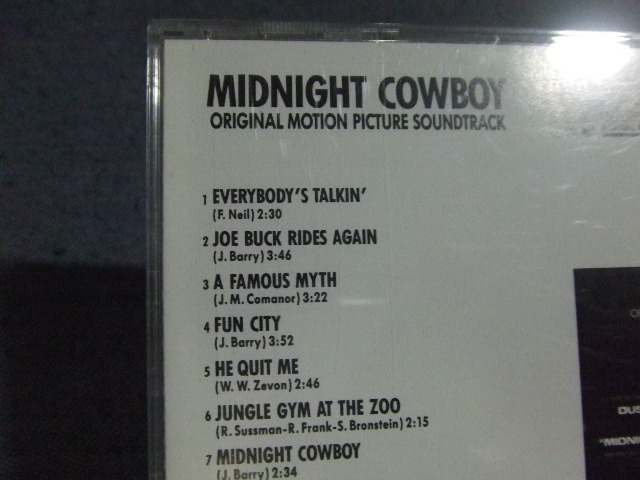 MIDNIGHT COWBOY
ORIGINAL MOTION PICTURE SOUNDTRACK
1 EVERYBODY'S TALKIN'
(F. Neil) 2:30
2 JOE BUCK RIDES AGAIN
(J. Barry) 3:46
3 A FAMOUS MYTH
(J. M. Comanor) 3:22
4 FUN CITY
(J. Barry) 3:52
5 HE QUIT ME
(W. W. Zevon) 2:46
6 JUNGLE GYM AT THE ZOO
(R. Sussman-R. Frank-S. Bronstein) 2:15
7 MIDNIGHT COWBOY
(J. Barry) 2:34
DUS
"MIDNI